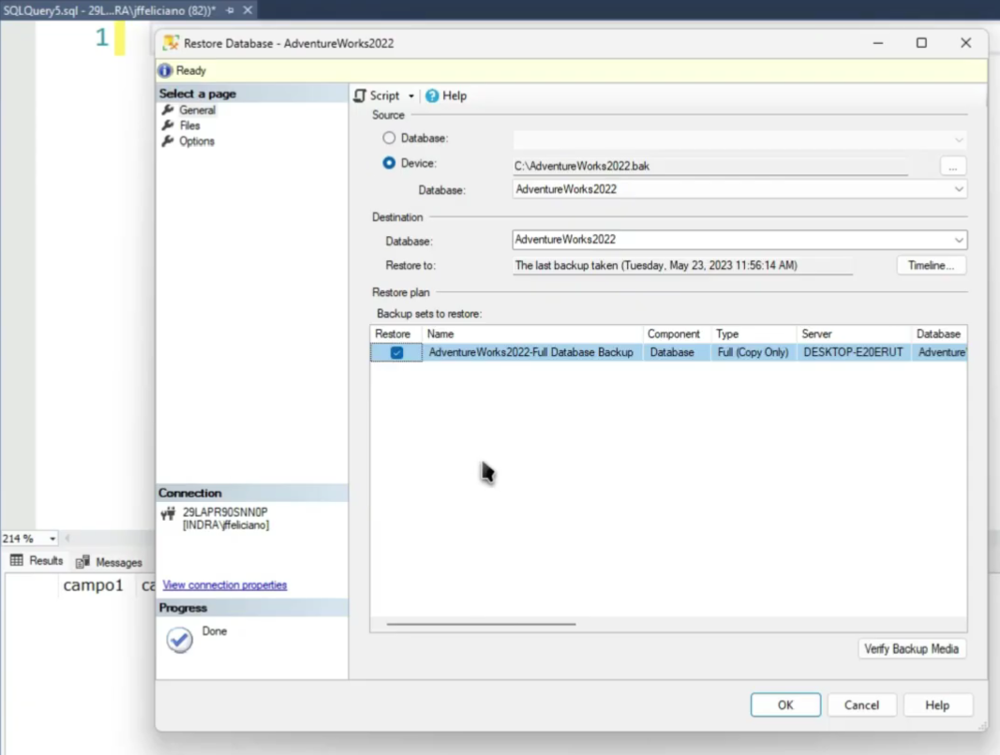 SQLQuery5.sql - 29L...RA\jffeliciano (82))*
1
Restore Database - AdventureWorks2022
Ready
Select a page
General
Files
Options
Script
Help
Source
Database:
Device:
C:\AdventureWorks2022.bak
...
Database:
AdventureWorks2022
Destination
Database:
AdventureWorks2022
Restore to:
The last backup taken (Tuesday, May 23, 2023 11:56:14 AM)
Timeline...
Restore plan
Backup sets to restore:
Restore Name Component Type Server Database
AdventureWorks2022-Full Database Backup Database Full (Copy Only) DESKTOP-E20ERUT Adventure
Connection
29LAPR90SNN0P
[INDRA\jffeliciano]
View connection properties
Progress
Done
Verify Backup Media
OK
Cancel
Help
214 %
Results
Messages
campo1 ca